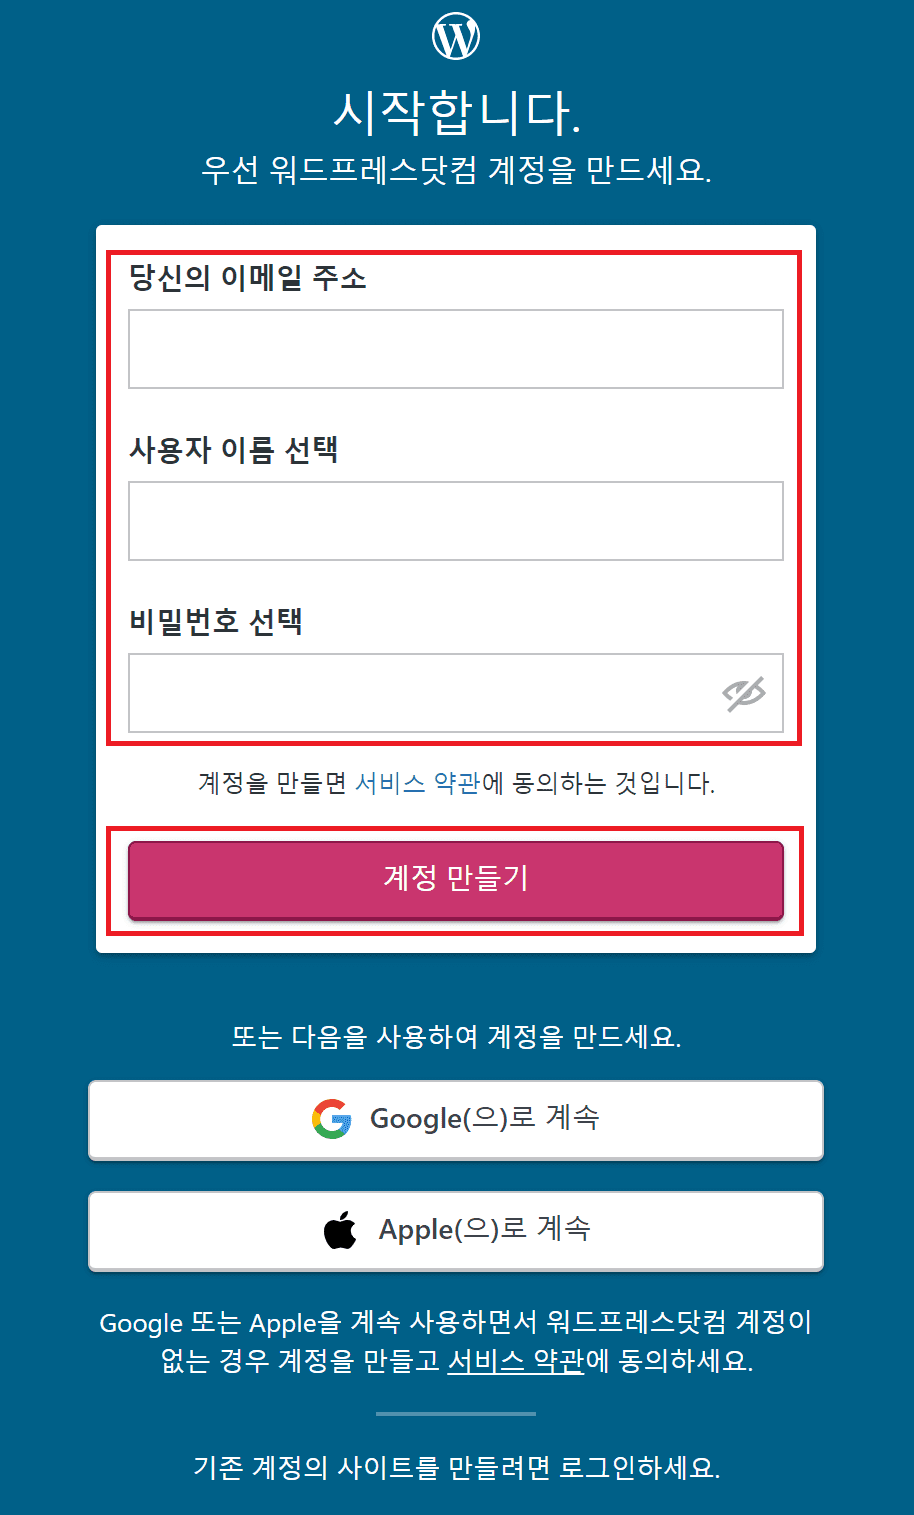 시작합니다.
우선 워드프레스닷컴 계정을 만드세요.
당신의 이메일 주소
사용자 이름 선택
비밀번호 선택
계정을 만들면 서비스 약관에 동의하는 것입니다.
계정 만들기
또는 다음을 사용하여 계정을 만드세요.
Google(으)로 계속
Apple(으)로 계속
Google 또는 Apple을 계속 사용하면서 워드프레스닷컴 계정이
없는 경우 계정을 만들고 서비스 약관에 동의하세요.
기존 계정의 사이트를 만들려면 로그인하세요.